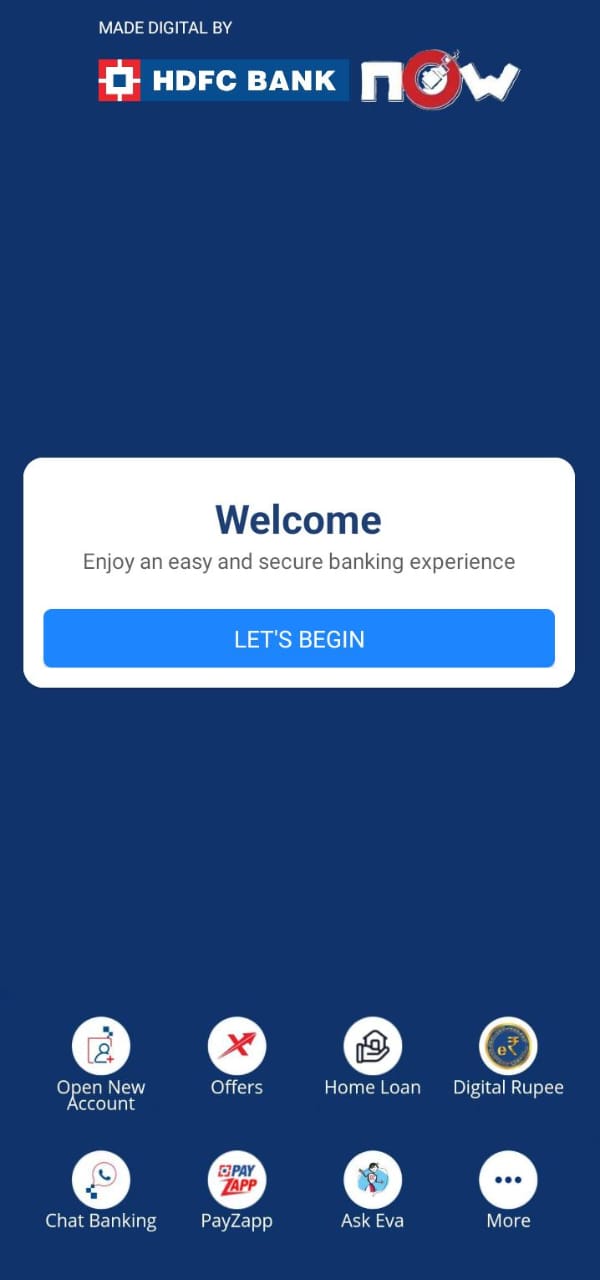 MADE DIGITAL BY
HDFC BANK now
Welcome
Enjoy an easy and secure banking experience
LET'S BEGIN
Open New
Account
Offers
Home Loan
e₹
Digital Rupee
Chat Banking
PAY
ZAPP
PayZapp
Ask Eva
More